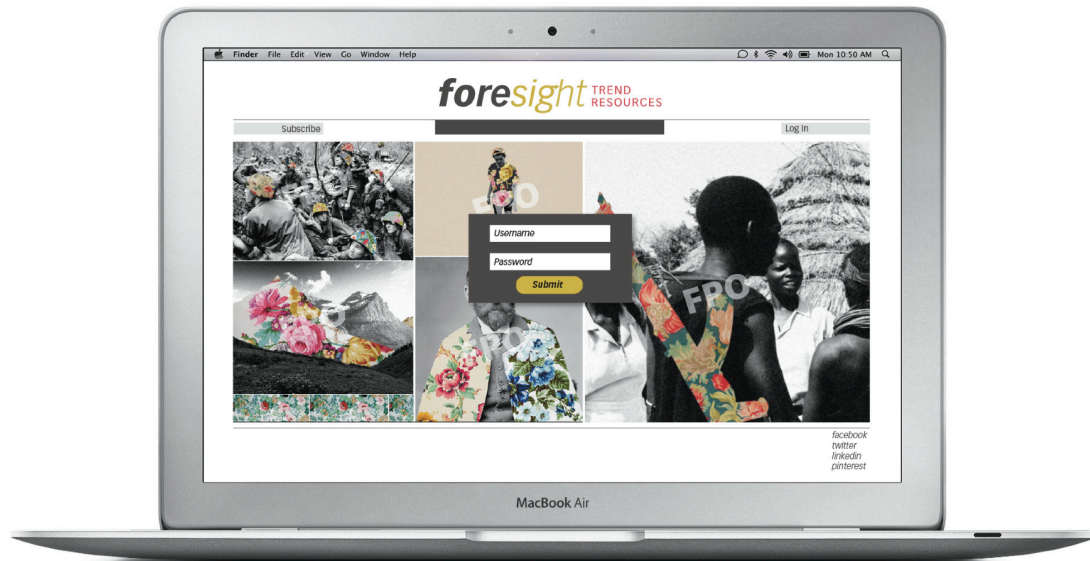 Finder File Edit View Go Window Help Mon 10:50 AM
foresight TREND RESOURCES
Subscribe
Log In
FPO
Username
Password
Submit
FPO
FPO
FPO
facebook
twitter
linkedin
pinterest
MacBook Air